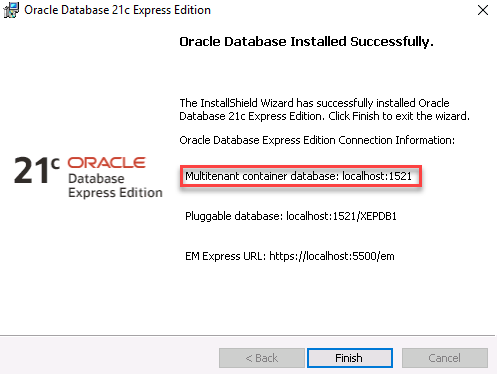 Oracle Database 21c Express Edition
Oracle Database Installed Successfully.
The InstallShield Wizard has successfully installed Oracle
Database 21c Express Edition. Click Finish to exit the wizard.
Oracle Database Express Edition Connection Information:
21c ORACLE
Database
Express Edition
Multitenant container database: localhost:1521
Pluggable database: localhost:1521/XEPDB1
EM Express URL: https://localhost:5500/em
< Back Finish Cancel